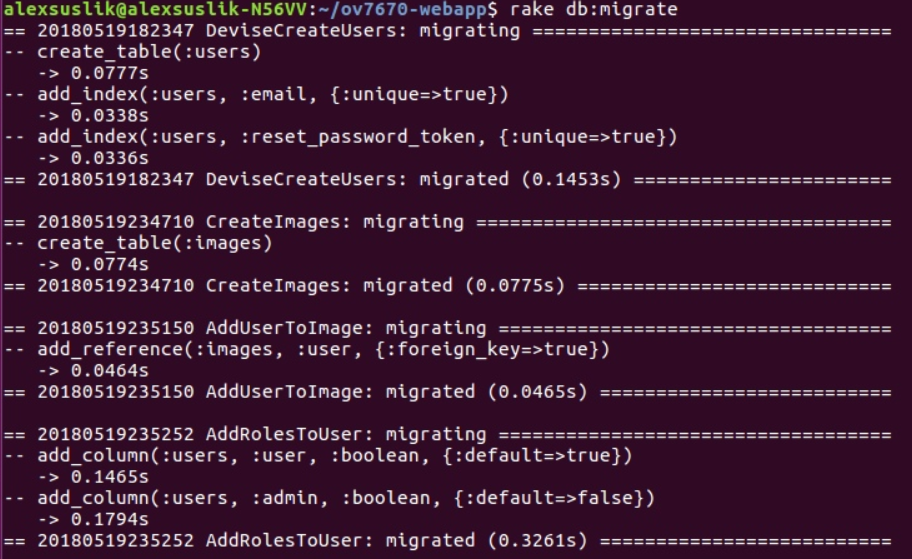 alexsuslik@alexsuslik-N56VV:~/ov7670-webapp$ rake db:migrate
== 20180519182347 DeviseCreateUsers: migrating ================================
-- create_table(:users)
   -> 0.0777s
-- add_index(:users, :email, {:unique=>true})
   -> 0.0338s
-- add_index(:users, :reset_password_token, {:unique=>true})
   -> 0.0336s
== 20180519182347 DeviseCreateUsers: migrated (0.1453s) =======================

== 20180519234710 CreateImages: migrating =====================================
-- create_table(:images)
   -> 0.0774s
== 20180519234710 CreateImages: migrated (0.0775s) ============================

== 20180519235150 AddUserToImage: migrating ===================================
-- add_reference(:images, :user, {:foreign_key=>true})
   -> 0.0464s
== 20180519235150 AddUserToImage: migrated (0.0465s) ==========================

== 20180519235252 AddRolesToUser: migrating ===================================
-- add_column(:users, :user, :boolean, {:default=>true})
   -> 0.1465s
-- add_column(:users, :admin, :boolean, {:default=>false})
   -> 0.1794s
== 20180519235252 AddRolesToUser: migrated (0.3261s) ==========================